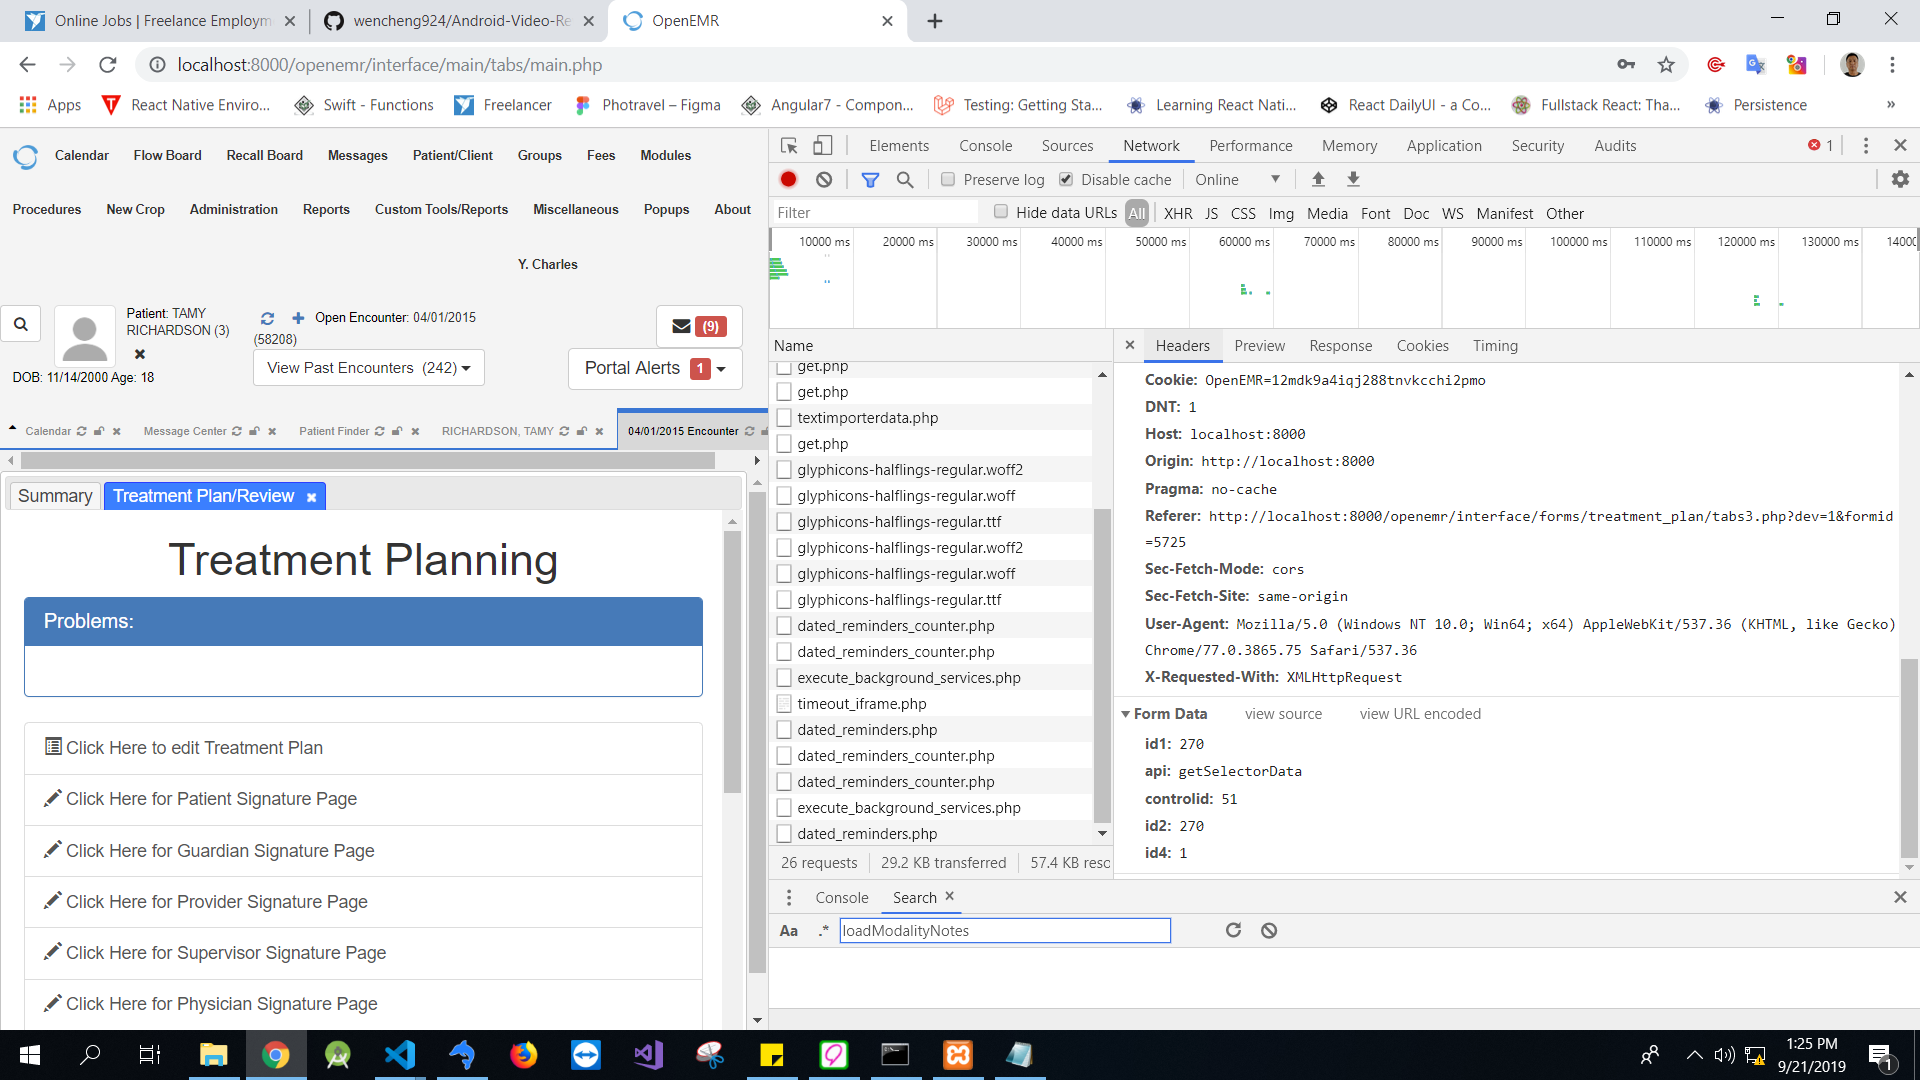 Online Jobs | Freelance Employm
wencheng924/Android-Video-Re
OpenEMR
localhost:8000/openemr/interface/main/tabs/main.php
Apps
React Native Enviro...
Swift - Functions
Freelancer
Photravel – Figma
Angular7 - Compon...
Testing: Getting Sta...
Learning React Nati...
React DailyUI - a Co...
Fullstack React: Tha...
Persistence
»
Calendar Flow Board Recall Board Messages Patient/Client Groups Fees Modules
Procedures New Crop Administration Reports Custom Tools/Reports Miscellaneous Popups About
Y. Charles
Patient: TAMY
RICHARDSON (3)
DOB: 11/14/2000 Age: 18
Open Encounter: 04/01/2015
(58208)
View Past Encounters (242)
(9)
Portal Alerts 1
Calendar
Message Center
Patient Finder
RICHARDSON, TAMY
04/01/2015 Encounter
Summary
Treatment Plan/Review
Treatment Planning
Problems:
Click Here to edit Treatment Plan
Click Here for Patient Signature Page
Click Here for Guardian Signature Page
Click Here for Provider Signature Page
Click Here for Supervisor Signature Page
Click Here for Physician Signature Page
Elements Console Sources Network Performance Memory Application Security Audits 1
Preserve log Disable cache Online
Filter Hide data URLs All XHR JS CSS Img Media Font Doc WS Manifest Other
10000 ms 20000 ms 30000 ms 40000 ms 50000 ms 60000 ms 70000 ms 80000 ms 90000 ms 100000 ms 110000 ms 120000 ms 130000 ms 1400
Name
get.php
get.php
textimporterdata.php
get.php
glyphicons-halflings-regular.woff2
glyphicons-halflings-regular.woff
glyphicons-halflings-regular.ttf
glyphicons-halflings-regular.woff2
glyphicons-halflings-regular.woff
glyphicons-halflings-regular.ttf
dated_reminders_counter.php
dated_reminders_counter.php
execute_background_services.php
timeout_iframe.php
dated_reminders.php
dated_reminders_counter.php
dated_reminders_counter.php
execute_background_services.php
dated_reminders.php
26 requests 29.2 KB transferred 57.4 KB resc
Headers Preview Response Cookies Timing
Cookie: OpenEMR=12mdk9a4iqj288tnvkcchi2pmo
DNT: 1
Host: localhost:8000
Origin: http://localhost:8000
Pragma: no-cache
Referer: http://localhost:8000/openemr/interface/forms/treatment_plan/tabs3.php?dev=1&formid
=5725
Sec-Fetch-Mode: cors
Sec-Fetch-Site: same-origin
User-Agent: Mozilla/5.0 (Windows NT 10.0; Win64; x64) AppleWebKit/537.36 (KHTML, like Gecko)
Chrome/77.0.3865.75 Safari/537.36
X-Requested-With: XMLHttpRequest
Form Data view source view URL encoded
id1: 270
api: getSelectorData
controlid: 51
id2: 270
id4: 1
Console Search
Aa .* loadModalityNotes
1:25 PM
9/21/2019
1